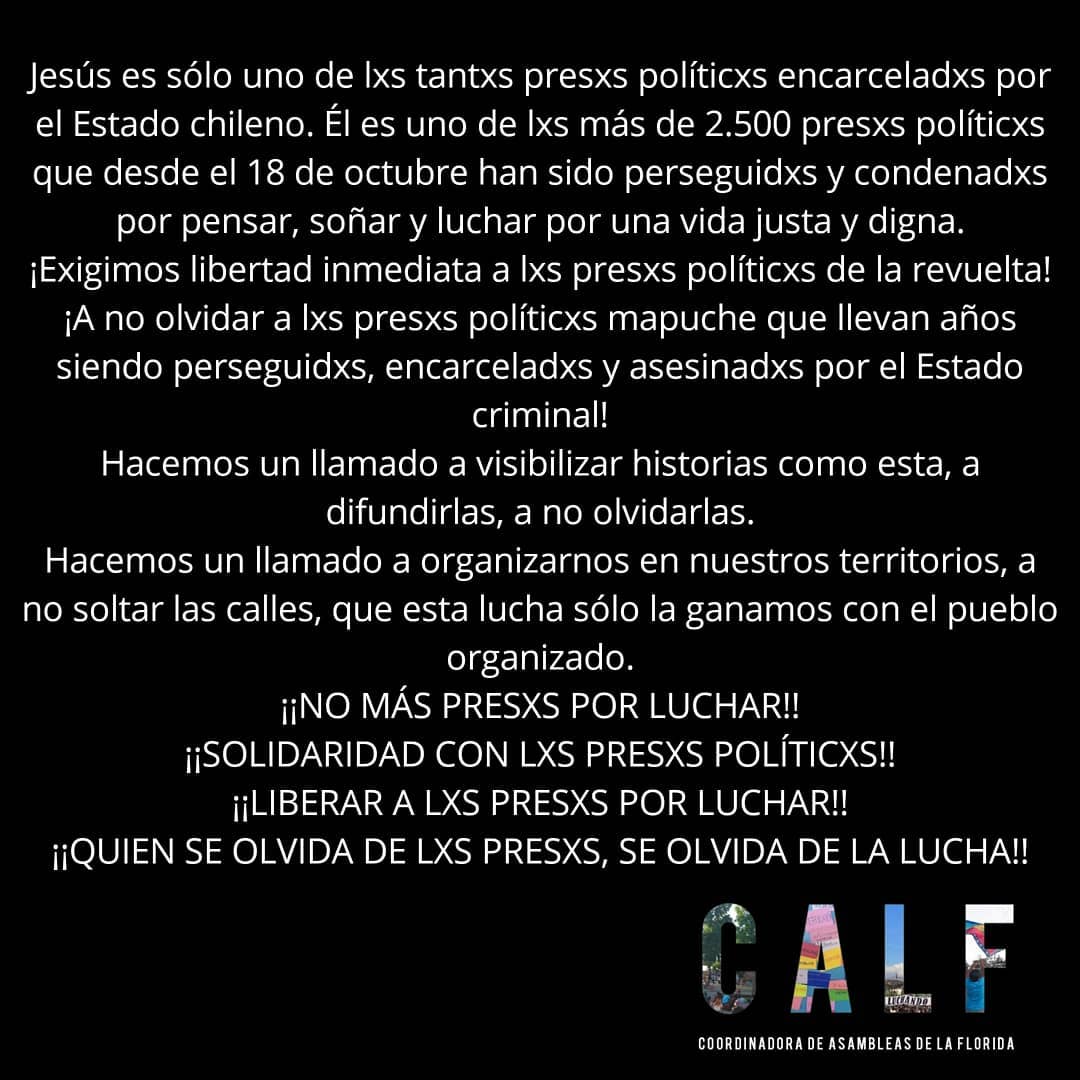 Jesús es sólo uno de lxs tantxs presxs políticxs encarceladxs por
el Estado chileno. Él es uno de lxs más de 2.500 presxs políticxs
que desde el 18 de octubre han sido perseguidxs y condenadxs
por pensar, soñar y luchar por una vida justa y digna.
¡Exigimos libertad inmediata a lxs presxs políticxs de la revuelta!
¡A no olvidar a lxs presxs políticxs mapuche que llevan años
siendo perseguidxs, encarceladxs y asesinadxs por el Estado
criminal!
Hacemos un llamado a visibilizar historias como esta, a
difundirlas, a no olvidarlas.
Hacemos un llamado a organizarnos en nuestros territorios, a
no soltar las calles, que esta lucha sólo la ganamos con el pueblo
organizado.
¡¡NO MÁS PRESXS POR LUCHAR!!
¡¡SOLIDARIDAD CON LXS PRESXS POLÍTICXS!!
¡¡LIBERAR A LXS PRESXS POR LUCHAR!!
¡¡QUIEN SE OLVIDA DE LXS PRESXS, SE OLVIDA DE LA LUCHA!!
CALF
LUCHANDO
COORDINADORA DE ASAMBLEAS DE LA FLORIDA